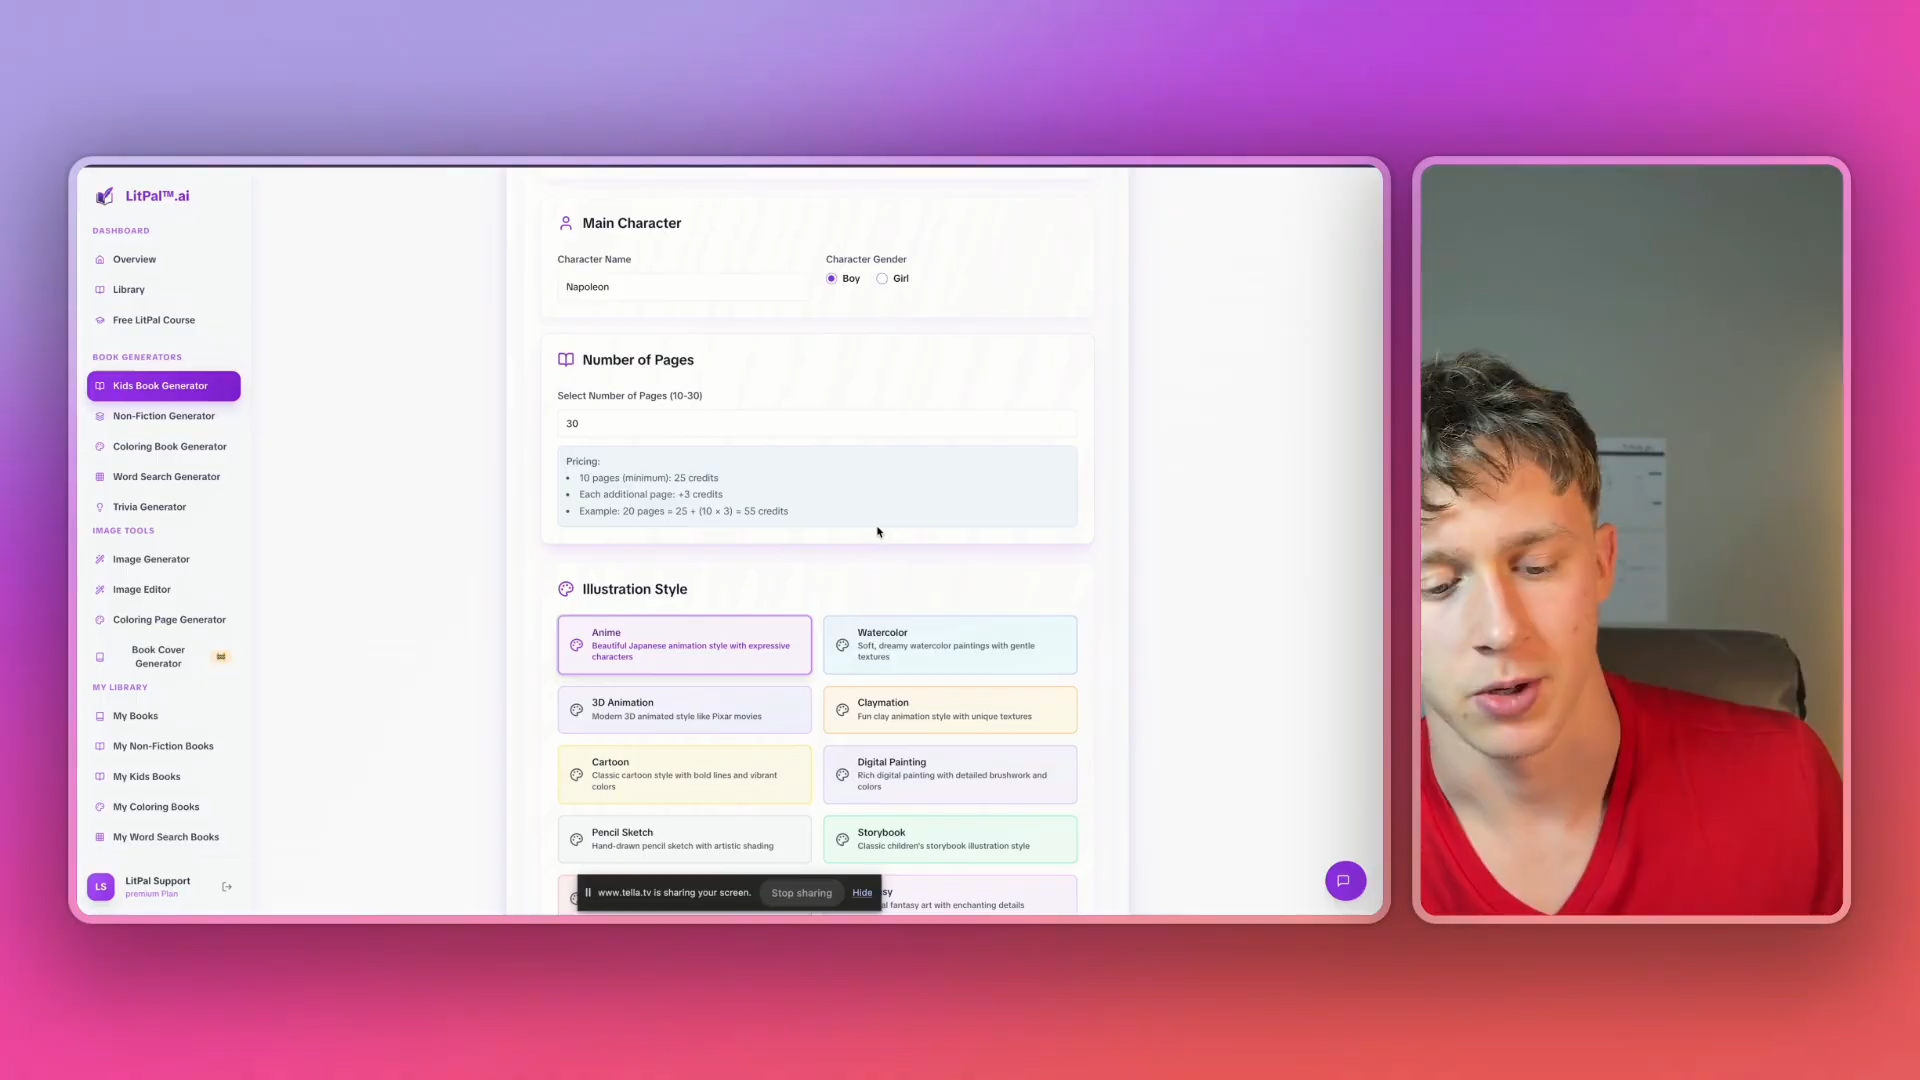 LitPal™.ai
DASHBOARD
Overview
Library
Free LitPal Course
BOOK GENERATORS
Kids Book Generator
Non-Fiction Generator
Coloring Book Generator
Word Search Generator
Trivia Generator
IMAGE TOOLS
Image Generator
Image Editor
Coloring Page Generator
Book Cover
Generator
MY LIBRARY
My Books
My Non-Fiction Books
My Kids Books
My Coloring Books
My Word Search Books
LS
LitPal Support
premium Plan
Main Character
Character Name
Napoleon
Character Gender
Boy
Girl
Number of Pages
Select Number of Pages (10-30)
30
Pricing:
• 10 pages (minimum): 25 credits
• Each additional page: +3 credits
• Example: 20 pages = 25 + (10 × 3) = 55 credits
Illustration Style
Anime
Beautiful Japanese animation style with expressive
characters
Watercolor
Soft, dreamy watercolor paintings with gentle
textures
3D Animation
Modern 3D animated style like Pixar movies
Claymation
Fun clay animation style with unique textures
Cartoon
Classic cartoon style with bold lines and vibrant
colors
Digital Painting
Rich digital painting with detailed brushwork and
colors
Pencil Sketch
Hand-drawn pencil sketch with artistic shading
Storybook
Classic children's storybook illustration style
fantasy art with enchanting details
www.tella.tv is sharing your screen.
Stop sharing
Hide